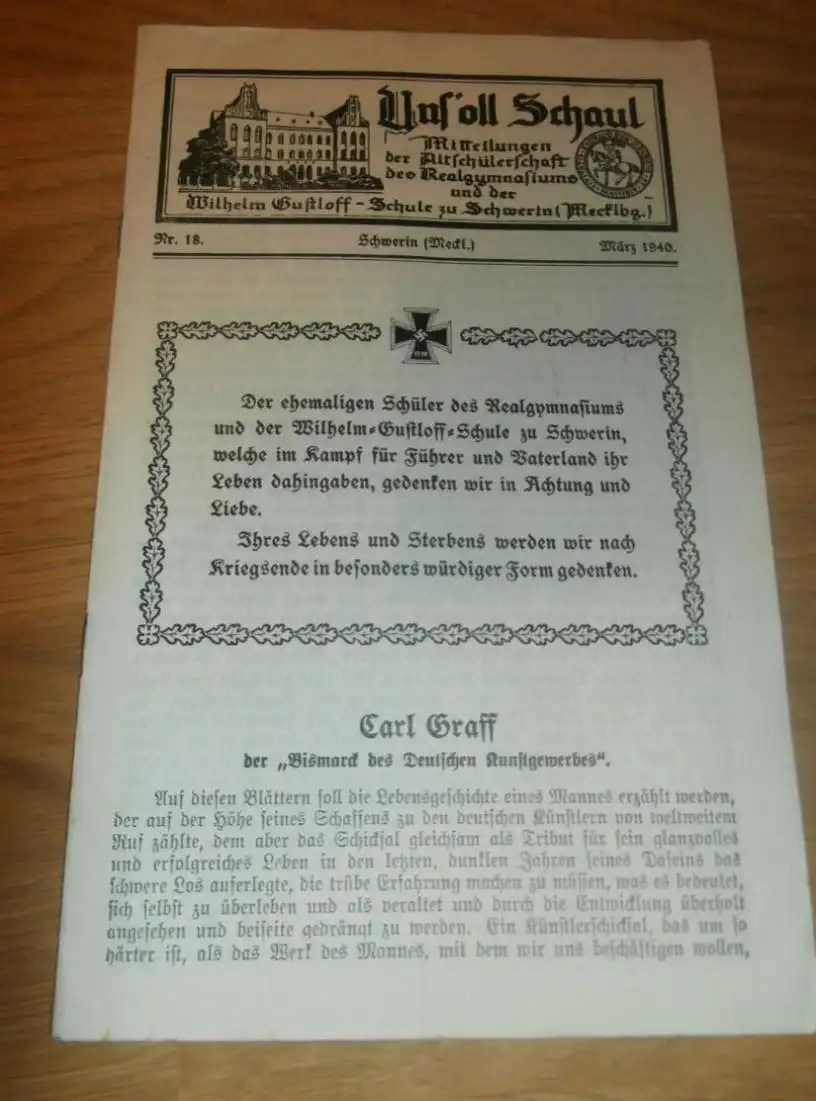 Uns' oll Schaul
Mitteilungen
der Altschülerschaft
des Realgymnasiums
und der
Wilhelm Gustloff - Schule zu Schwerin (Mecklbg.)
Nr. 18.
Schwerin (Meckl.)
März 1940.
Der ehemaligen Schüler des Realgymnasiums
und der Wilhelm-Gustloff-Schule zu Schwerin,
welche im Kampf für Führer und Vaterland ihr
Leben dahingaben, gedenken wir in Achtung und
Liebe.
Ihres Lebens und Sterbens werden wir nach
Kriegsende in besonders würdiger Form gedenken.
Carl Graff
der „Bismarck des Deutschen Kunstgewerbes“.
Auf diesen Blättern soll die Lebensgeschichte eines Mannes erzählt werden,
der auf der Höhe seines Schaffens zu den deutschen Künstlern von weltweitem
Ruf zählte, dem aber das Schicksal gleichsam als Tribut für sein glanzvolles
und erfolgreiches Leben in den letzten, dunklen Jahren seines Daseins das
schwere Los auferlegte, die trübe Erfahrung machen zu müssen, was es bedeutet,
sich selbst zu überleben und als veraltet und durch die Entwicklung überholt
angesehen und beiseite gedrängt zu werden. Ein Künstlerschicksal, das um so
härter ist, als das Werk des Mannes, mit dem wir uns beschäftigen wollen,